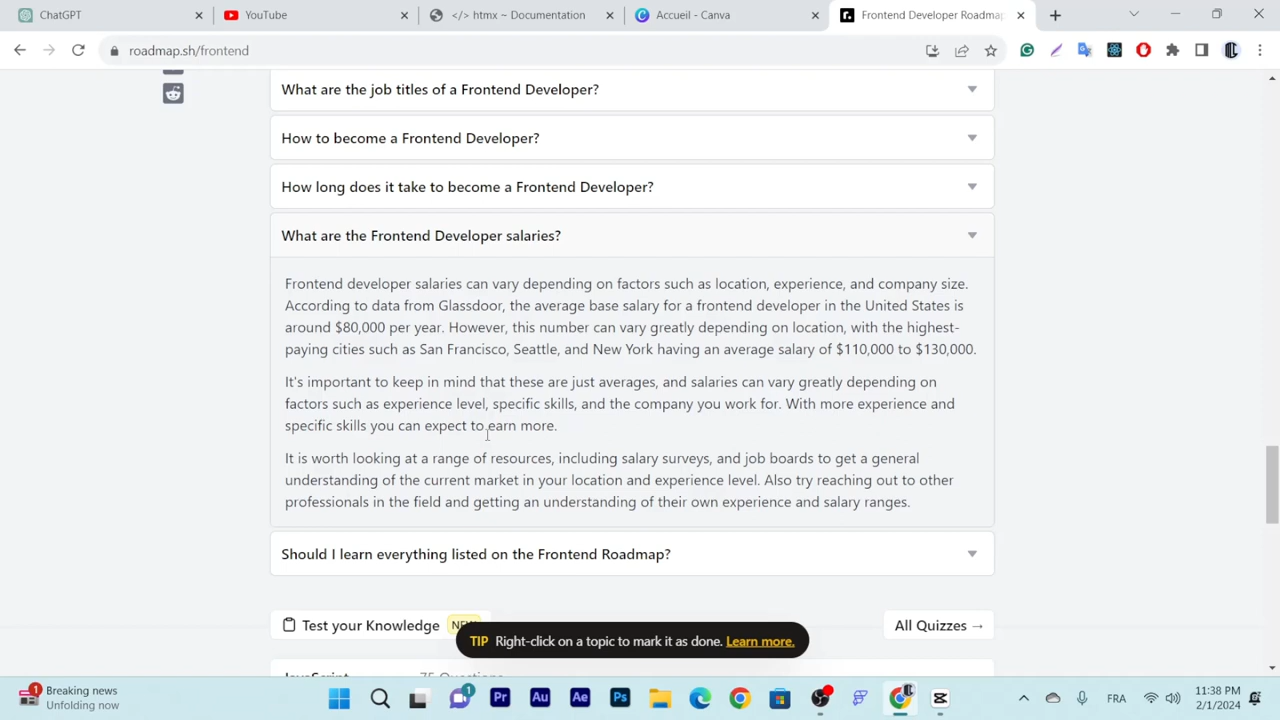 ChatGPT
YouTube
</> htmx ~ Documentation
Accueil - Canva
Frontend Developer Roadmap
roadmap.sh/frontend
What are the job titles of a Frontend Developer?
How to become a Frontend Developer?
How long does it take to become a Frontend Developer?
What are the Frontend Developer salaries?
Frontend developer salaries can vary depending on factors such as location, experience, and company size.
According to data from Glassdoor, the average base salary for a frontend developer in the United States is
around $80,000 per year. However, this number can vary greatly depending on location, with the highest-
paying cities such as San Francisco, Seattle, and New York having an average salary of $110,000 to $130,000.
It's important to keep in mind that these are just averages, and salaries can vary greatly depending on
factors such as experience level, specific skills, and the company you work for. With more experience and
specific skills you can expect to earn more.
It is worth looking at a range of resources, including salary surveys, and job boards to get a general
understanding of the current market in your location and experience level. Also try reaching out to other
professionals in the field and getting an understanding of their own experience and salary ranges.
Should I learn everything listed on the Frontend Roadmap?
Test your Knowledge NEW
All Quizzes →
TIP Right-click on a topic to mark it as done. Learn more.
JavaScript 75 Questions
1 Breaking news
Unfolding now
1
Pr Au Ae Ps
FRA
11:38 PM
2/1/2024